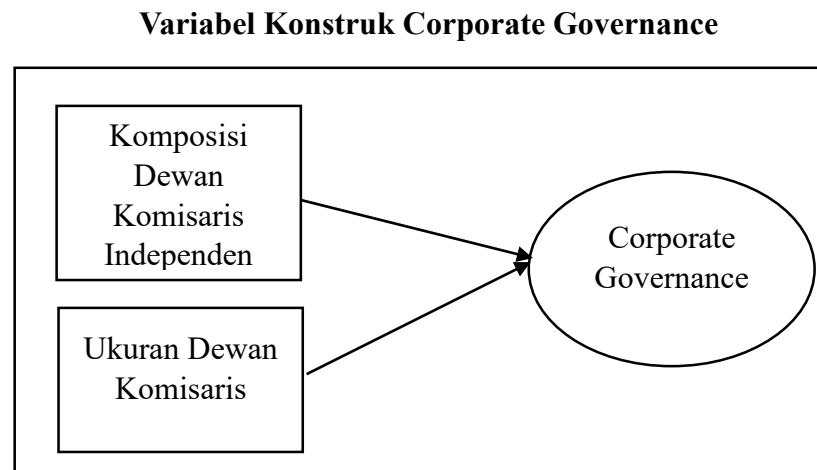 Variabel Konstruk Corporate Governance
Komposisi
Dewan
Komisaris
Independen
Ukuran Dewan
Komisaris
Corporate
Governance